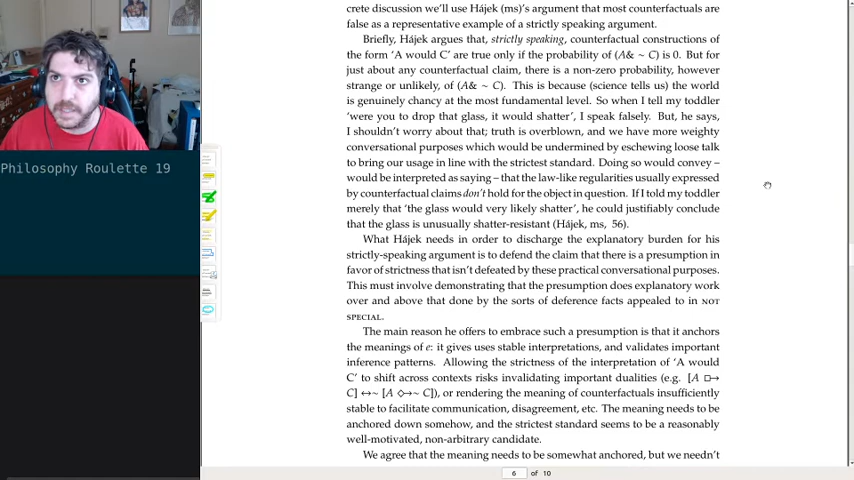 crete discussion we'll use Hájek (ms)'s argument that most counterfactuals are
false as a representative example of a strictly speaking argument.
Briefly, Hájek argues that, strictly speaking, counterfactual constructions of
the form 'A would C' are true only if the probability of (A& ∼ C) is 0. But for
just about any counterfactual claim, there is a non-zero probability, however
strange or unlikely, of (A& ∼ C). This is because (science tells us) the world
is genuinely chancy at the most fundamental level. So when I tell my toddler
'were you to drop that glass, it would shatter', I speak falsely. But, he says,
I shouldn't worry about that; truth is overblown, and we have more weighty
conversational purposes which would be undermined by eschewing loose talk
to bring our usage in line with the strictest standard. Doing so would convey –
would be interpreted as saying – that the law-like regularities usually expressed
by counterfactual claims don't hold for the object in question. If I told my toddler
merely that 'the glass would very likely shatter', he could justifiably conclude
that the glass is unusually shatter-resistant (Hájek, ms, 56).
What Hájek needs in order to discharge the explanatory burden for his
strictly-speaking argument is to defend the claim that there is a presumption in
favor of strictness that isn't defeated by these practical conversational purposes.
This must involve demonstrating that the presumption does explanatory work
over and above that done by the sorts of deference facts appealed to in NOT
SPECIAL.
The main reason he offers to embrace such a presumption is that it anchors
the meanings of e: it gives uses stable interpretations, and validates important
inference patterns. Allowing the strictness of the interpretation of 'A would
C' to shift across contexts risks invalidating important dualities (e.g. [A □→
C] ↔∼ [A ◇→∼ C]), or rendering the meaning of counterfactuals insufficiently
stable to facilitate communication, disagreement, etc. The meaning needs to be
anchored down somehow, and the strictest standard seems to be a reasonably
well-motivated, non-arbitrary candidate.
We agree that the meaning needs to be somewhat anchored, but we needn't
Philosophy Roulette 19
6 of 10